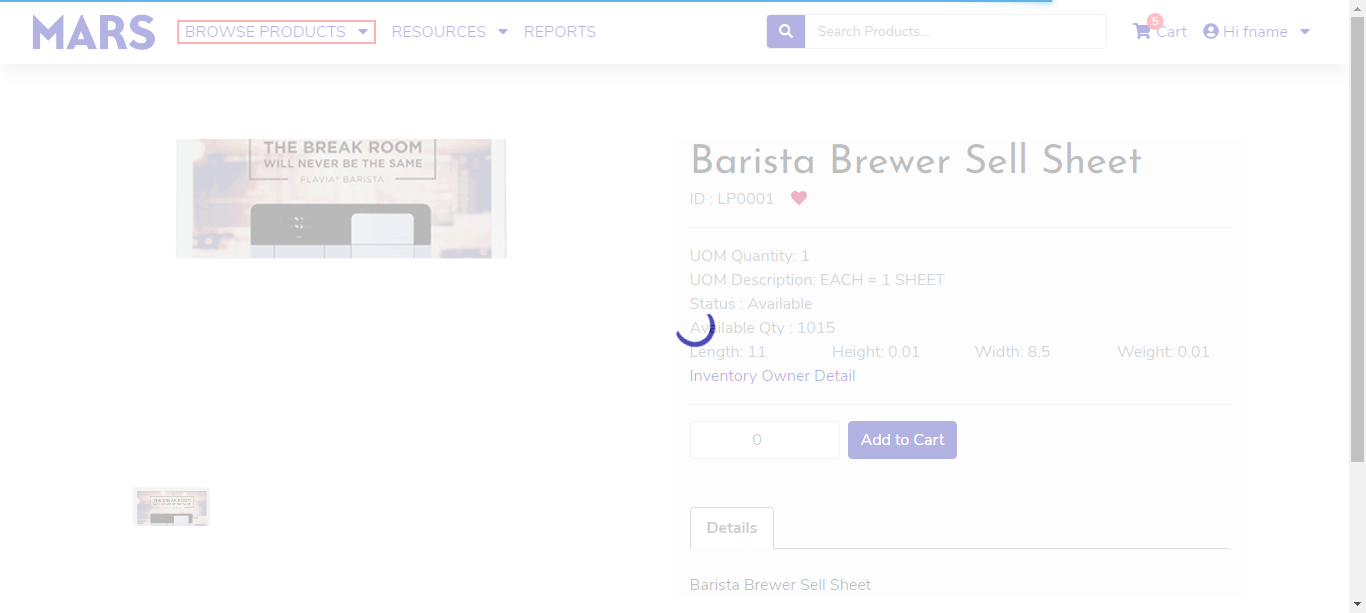 MARS
BROWSE PRODUCTS
RESOURCES
REPORTS
Search Products...
5
Cart
Hi fname
THE BREAK ROOM
WILL NEVER BE THE SAME
FLAVIA® BARISTA
Barista Brewer Sell Sheet
ID : LP0001
UOM Quantity: 1
UOM Description: EACH = 1 SHEET
Status : Available
Available Qty : 1015
Length: 11 Height: 0.01 Width: 8.5 Weight: 0.01
Inventory Owner Detail
0
Add to Cart
THE BREAK ROOM
Details
Barista Brewer Sell Sheet